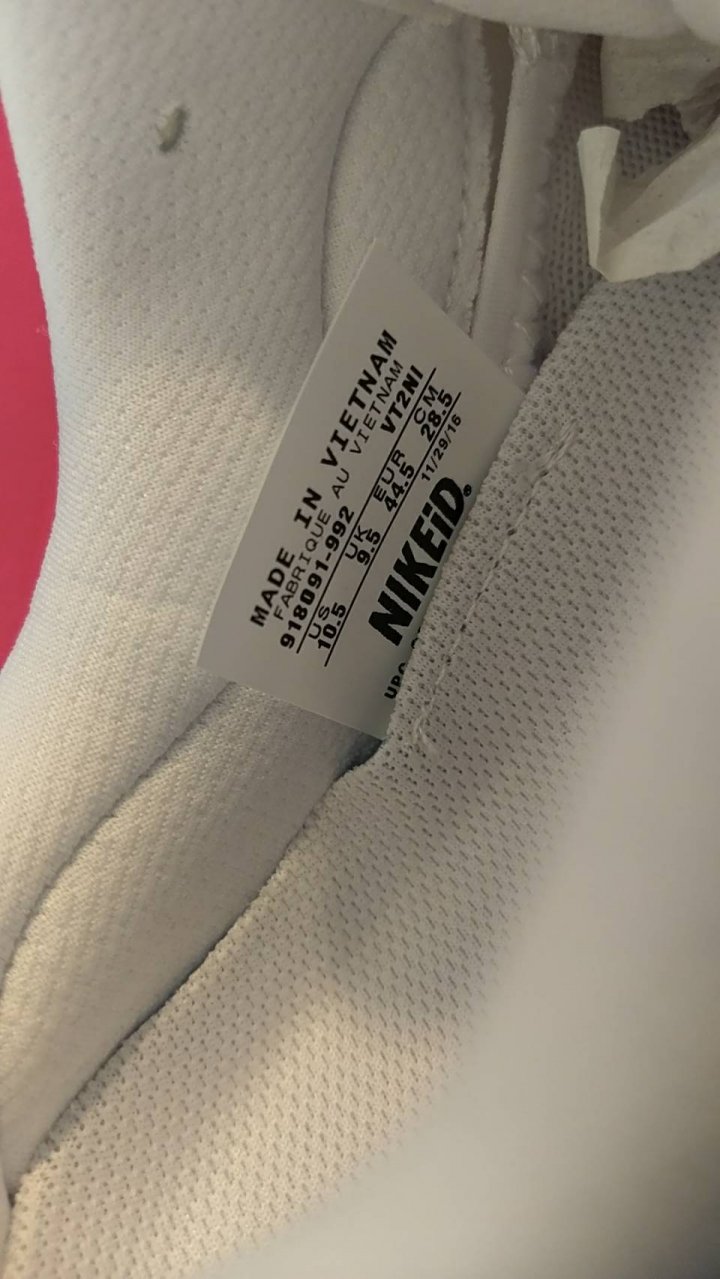 MADE IN VIETNAM
FABRIQUE AU VIETNAM
918091-992 VT2NI
US UK EUR CM
10.5 9.5 44.5 28.5
11/29/16
NIKEiD®